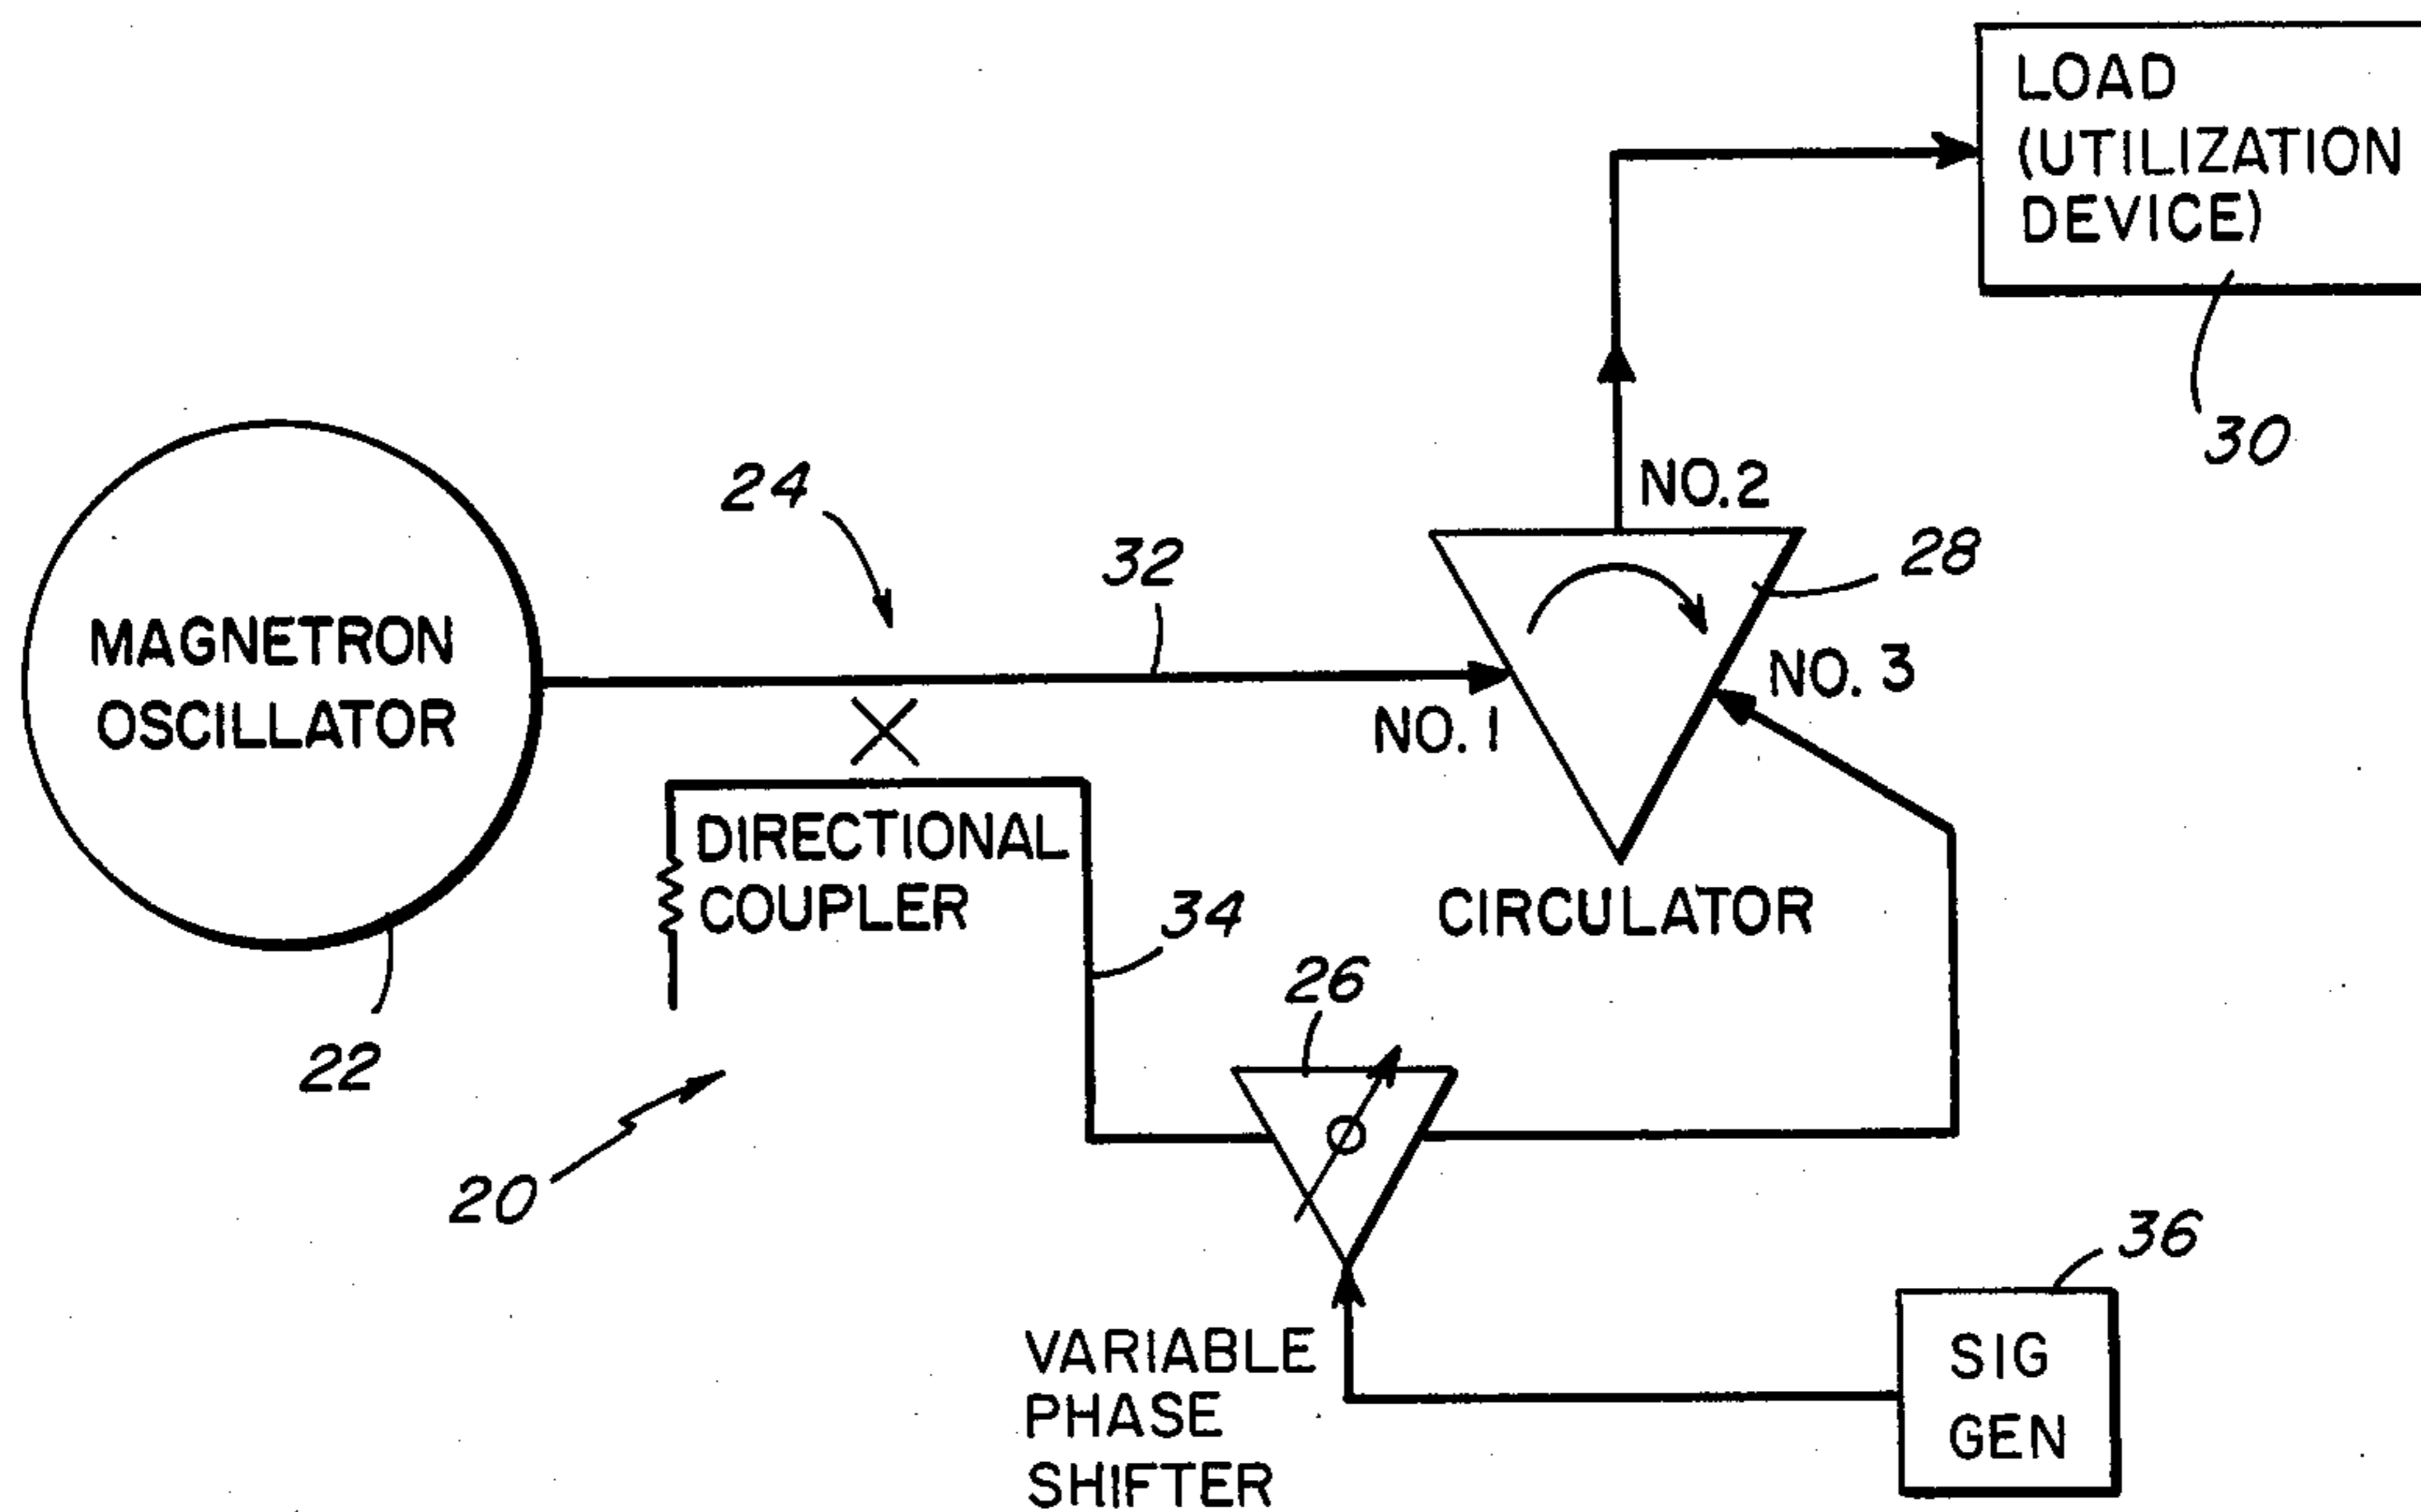 LOAD
(UTILIZATION
DEVICE)
30
24
NO.2
32
28
MAGNETRON
OSCILLATOR
NO. 3
NO. 1
DIRECTIONAL
COUPLER
CIRCULATOR
34
26
22
20
36
VARIABLE
PHASE
SHIFTER
SIG
GEN